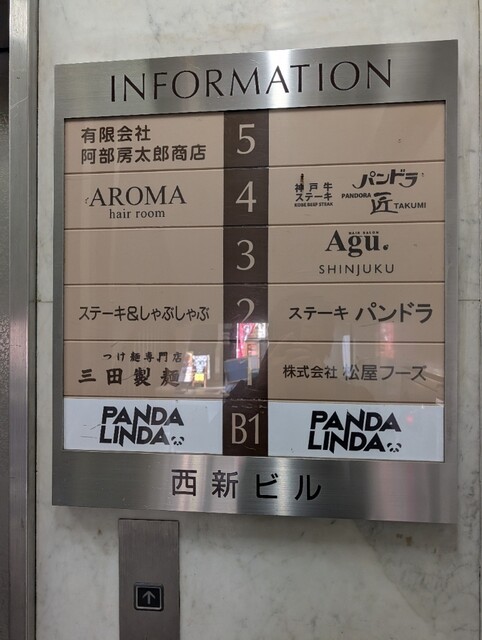 INFORMATION
有限会社
阿部房太郎商店
5
AROMA
hair room
4
神戸牛
ステーキ
KOBE BEEF STEAK
パンドラ
PANDORA
匠
TAKUMI
3
HAIR SALON
Agu.
SHINJUKU
ステーキ&しゃぶしゃぶ
2
ステーキ パンドラ
つけ麺専門店
三田製麺
1
株式会社 松屋フーズ
PANDA
LINDA
B1
PANDA
LINDA
西新ビル